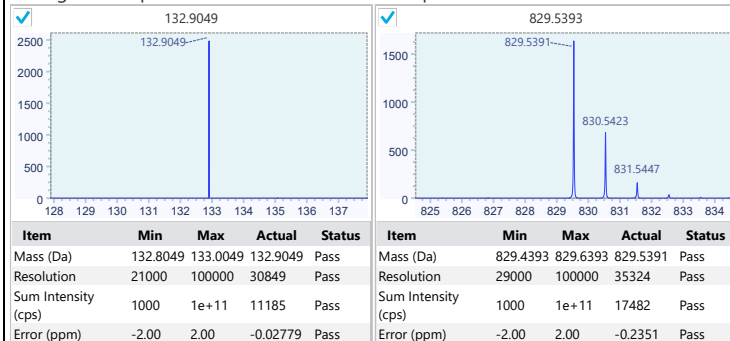 132.9049
132.9049
2500
2000
1500
1000
500
0
128 129 130 131 132 133 134 135 136 137
Item Min Max Actual Status
Mass (Da) 132.8049 133.0049 132.9049 Pass
Resolution 21000 100000 30849 Pass
Sum Intensity (cps) 1000 1e+11 11185 Pass
Error (ppm) -2.00 2.00 -0.02779 Pass
829.5393
829.5391
1500
830.5423
1000
831.5447
500
0
825 826 827 828 829 830 831 832 833 834
Item Min Max Actual Status
Mass (Da) 829.4393 829.6393 829.5391 Pass
Resolution 29000 100000 35324 Pass
Sum Intensity (cps) 1000 1e+11 17482 Pass
Error (ppm) -2.00 2.00 -0.2351 Pass